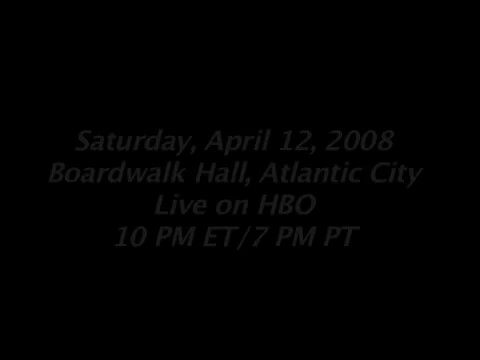 Saturday, April 12, 2008
Boardwalk Hall, Atlantic City
Live on HBO
10 PM ET/7 PM PT